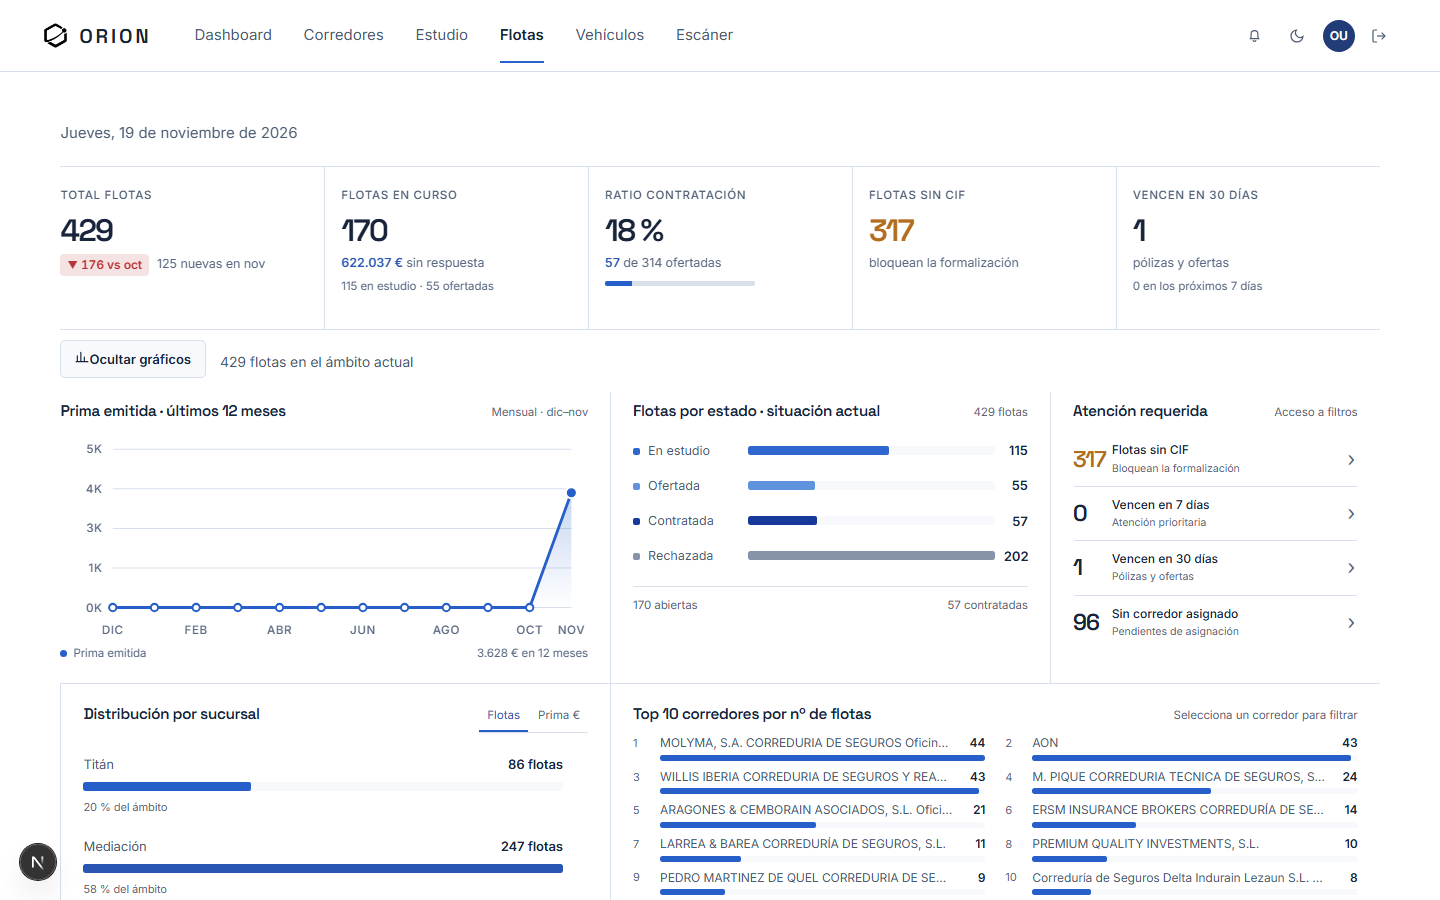 ORION
Dashboard
Corredores
Estudio
Flotas
Vehículos
Escáner
OU
Jueves, 19 de noviembre de 2026
TOTAL FLOTAS
429
▼ 176 vs oct
125 nuevas en nov
FLOTAS EN CURSO
170
622.037 € sin respuesta
115 en estudio · 55 ofertadas
RATIO CONTRATACIÓN
18 %
57 de 314 ofertadas
FLOTAS SIN CIF
317
bloquean la formalización
VENCEN EN 30 DÍAS
1
pólizas y ofertas
0 en los próximos 7 días
Ocultar gráficos
429 flotas en el ámbito actual
Prima emitida · últimos 12 meses
Mensual · dic–nov
5K
4K
3K
1K
0K
DIC
FEB
ABR
JUN
AGO
OCT
NOV
Prima emitida
3.628 € en 12 meses
Flotas por estado · situación actual
429 flotas
En estudio
115
Ofertada
55
Contratada
57
Rechazada
202
170 abiertas
57 contratadas
Atención requerida
Acceso a filtros
317
Flotas sin CIF
Bloquean la formalización
0
Vencen en 7 días
Atención prioritaria
1
Vencen en 30 días
Pólizas y ofertas
96
Sin corredor asignado
Pendientes de asignación
Distribución por sucursal
Flotas
Prima €
Titán
86 flotas
20 % del ámbito
Mediación
247 flotas
58 % del ámbito
N
Top 10 corredores por nº de flotas
Selecciona un corredor para filtrar
1 MOLYMA, S.A. CORREDURIA DE SEGUROS Oficin... 44
2 AON 43
3 WILLIS IBERIA CORREDURIA DE SEGUROS Y REA... 43
4 M. PIQUE CORREDURIA TECNICA DE SEGUROS, S... 24
5 ARAGONES & CEMBORAIN ASOCIADOS, S.L. Ofici... 21
6 ERSM INSURANCE BROKERS CORREDURÍA DE SE... 14
7 LARREA & BAREA CORREDURÍA DE SEGUROS, S.L. 11
8 PREMIUM QUALITY INVESTMENTS, S.L. 10
9 PEDRO MARTINEZ DE QUEL CORREDURIA DE SE... 9
10 Correduría de Seguros Delta Indurain Lezaun S.L. ... 8